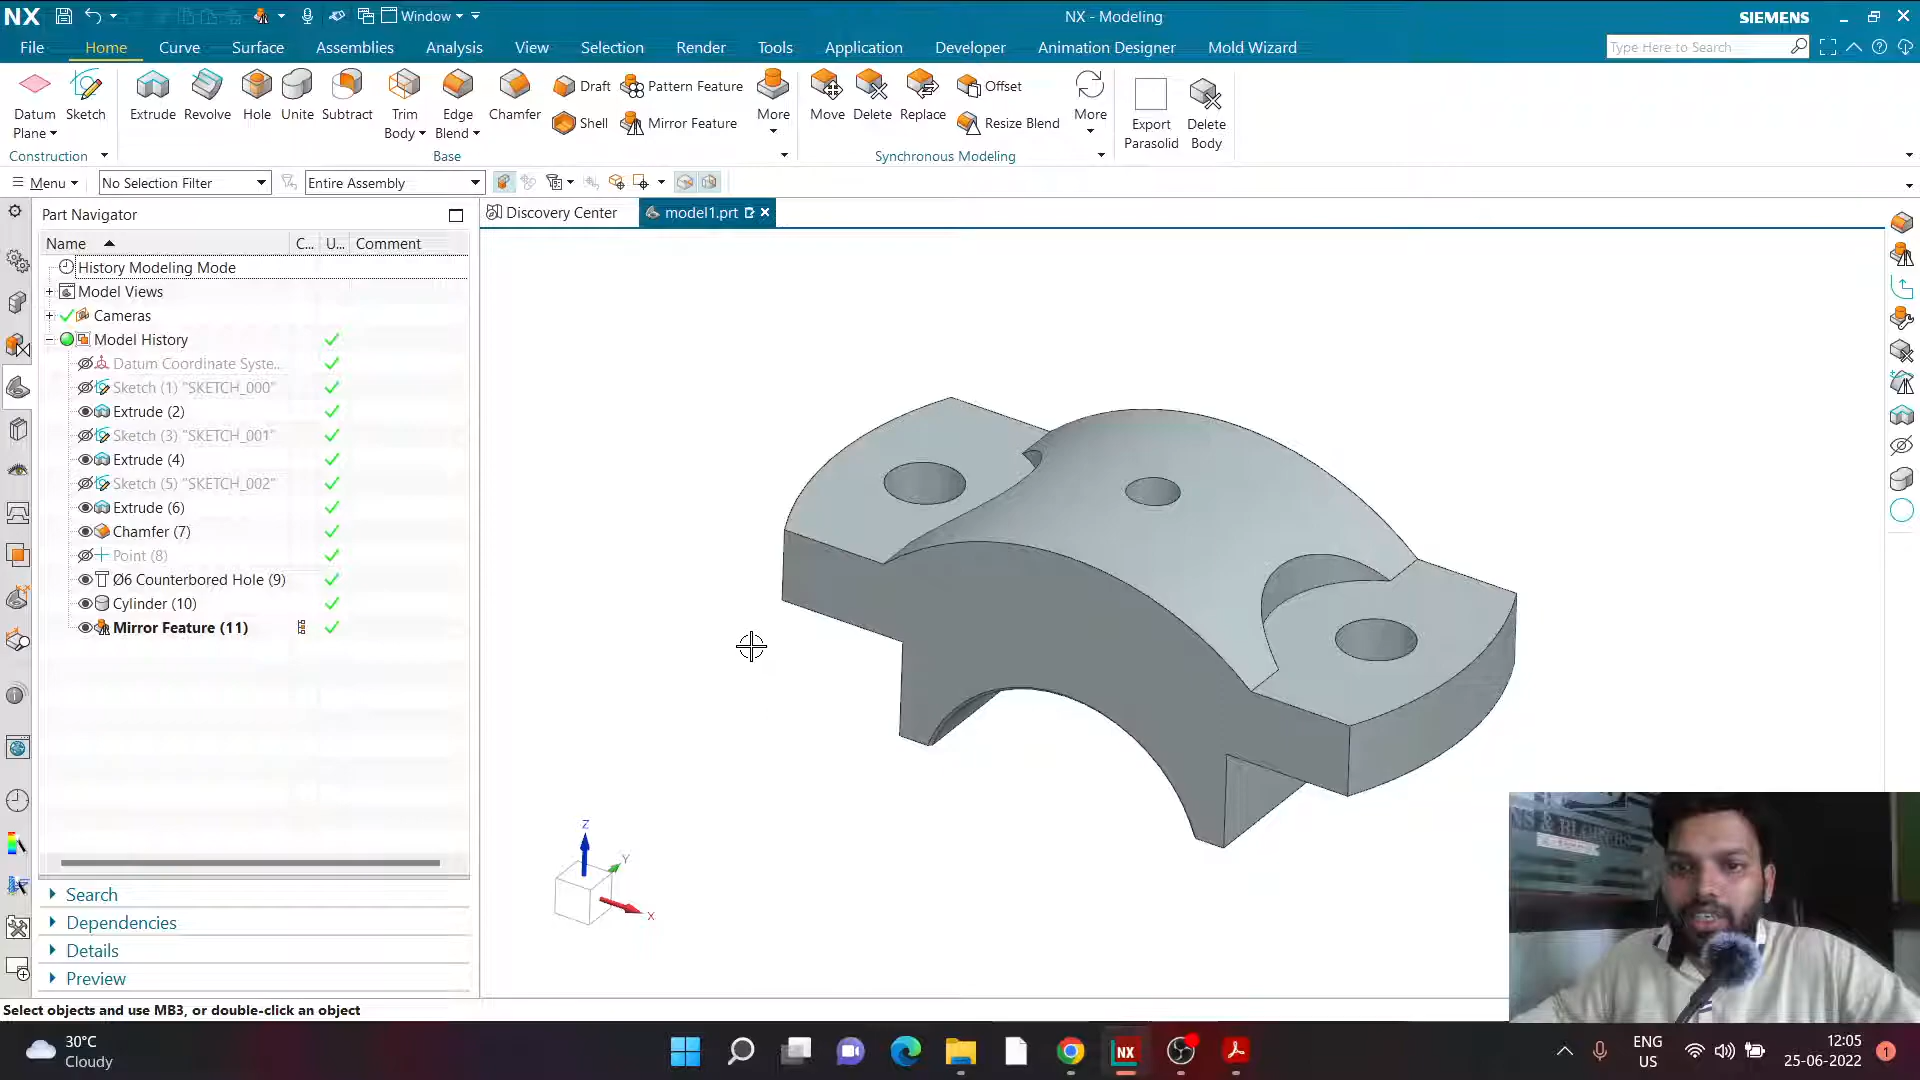 NX
Window
NX - Modeling
SIEMENS
File
Home
Curve
Surface
Assemblies
Analysis
View
Selection
Render
Tools
Application
Developer
Animation Designer
Mold Wizard
Type Here to Search
Datum Plane
Sketch
Extrude
Revolve
Hole
Unite
Subtract
Trim Body
Edge Blend
Chamfer
Draft
Shell
Pattern Feature
Mirror Feature
More
Move
Delete
Replace
Offset
Resize Blend
More
Export Parasolid
Delete Body
Construction
Base
Synchronous Modeling
Menu
No Selection Filter
Entire Assembly
Part Navigator
Discovery Center
model1.prt
Name
C...
U...
Comment
History Modeling Mode
Model Views
Cameras
Model History
Datum Coordinate Syste..
Sketch (1) "SKETCH_000"
Extrude (2)
Sketch (3) "SKETCH_001"
Extrude (4)
Sketch (5) "SKETCH_002"
Extrude (6)
Chamfer (7)
Point (8)
Ø6 Counterbored Hole (9)
Cylinder (10)
Mirror Feature (11)
Z
Y
X
Search
Dependencies
Details
Preview
Select objects and use MB3, or double-click an object
30°C
Cloudy
NX
ENG
US
12:05
25-06-2022
1